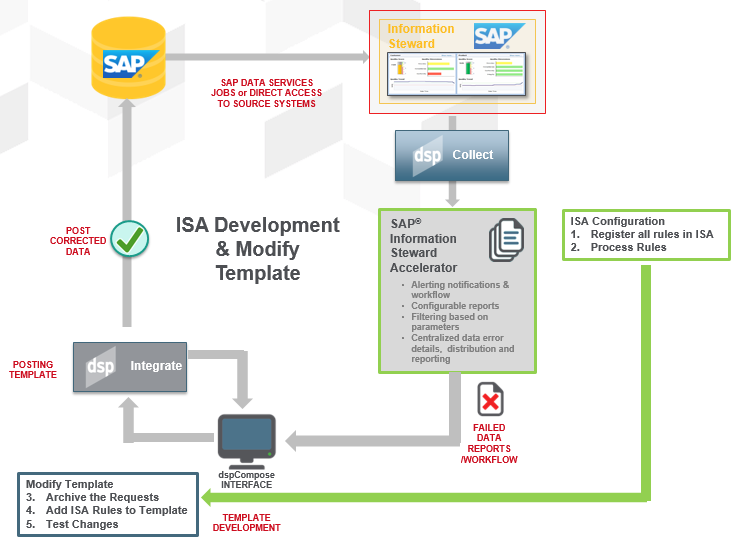 SAP
SAP DATA SERVICES
JOBS or DIRECT ACCESS
TO SOURCE SYSTEMS
Information
Steward
SAP
dsp Collect
ISA Development
& Modify
Template
POST
CORRECTED
DATA
SAP®
Information
Steward
Accelerator
• Alerting notifications &
workflow
• Configurable reports
• Filtering based on
parameters
• Centralized data error
details, distribution and
reporting
ISA Configuration
1. Register all rules in ISA
2. Process Rules
POSTING
TEMPLATE
dsp Integrate
FAILED
DATA
REPORTS
/WORKFLOW
dspCompose
INTERFACE
Modify Template
3. Archive the Requests
4. Add ISA Rules to Template
5. Test Changes
TEMPLATE
DEVELOPMENT